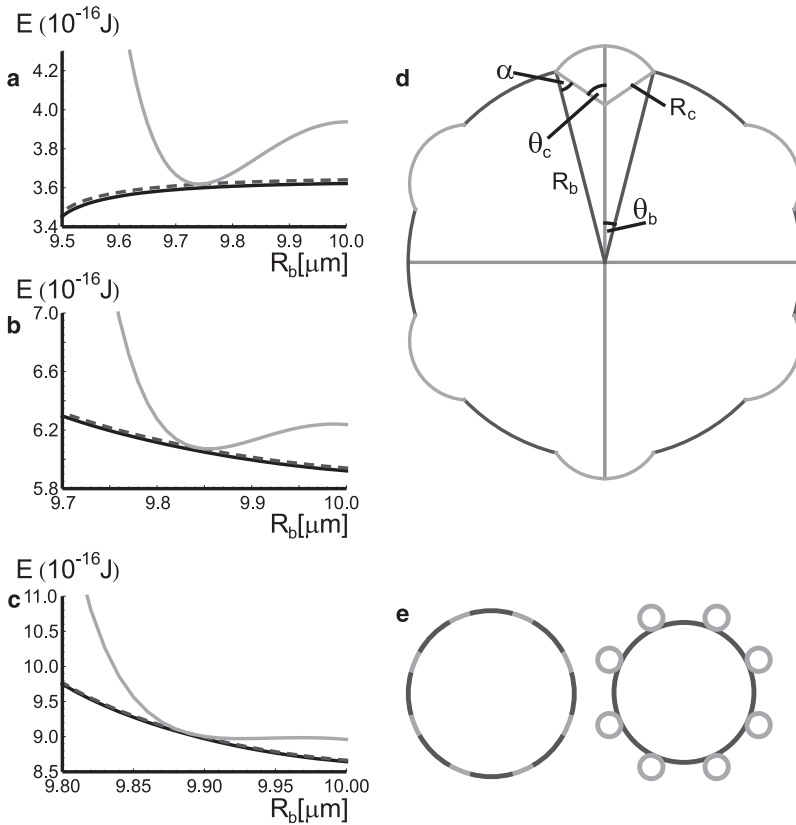 E (10⁻¹⁶J)
a
4.2
4.0
3.8
3.6
3.4
9.5 9.6 9.7 9.8 9.9 10.0
R_b[μm]
E (10⁻¹⁶J)
b
7.0
6.6
6.2
5.8
9.7 9.8 9.9 10.0
R_b[μm]
E (10⁻¹⁶J)
c
11.0
10.5
10.0
9.5
9.0
8.5
9.80 9.85 9.90 9.95 10.00
R_b[μm]
d
α
θ_c
R_c
R_b
θ_b
e